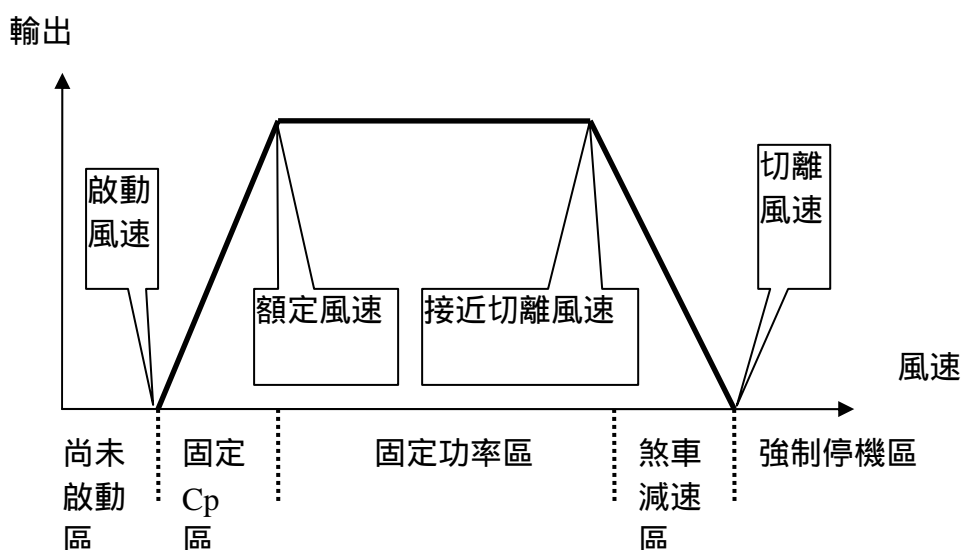 輸出
啟動
風速
切離
風速
額定風速
接近切離風速
風速
尚未
啟動
區
固定
Cp
區
固定功率區
煞車
減速
區
強制停機區